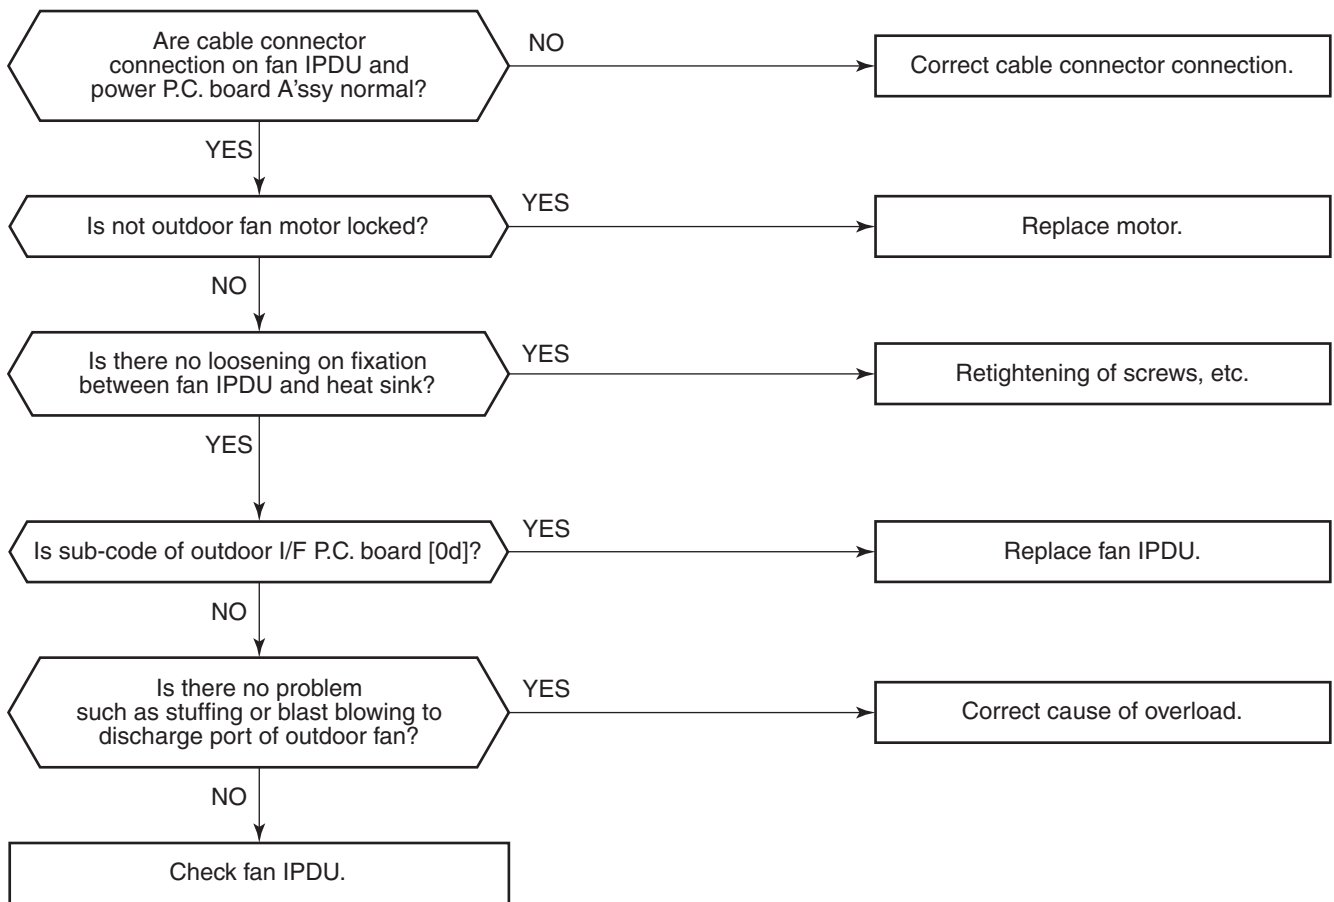 Are cable connector
connection on fan IPDU and
power P.C. board A'ssy normal?
NO
Correct cable connector connection.
YES
Is not outdoor fan motor locked?
YES
Replace motor.
NO
Is there no loosening on fixation
between fan IPDU and heat sink?
YES
Retightening of screws, etc.
YES
Is sub-code of outdoor I/F P.C. board [0d]?
YES
Replace fan IPDU.
NO
Is there no problem
such as stuffing or blast blowing to
discharge port of outdoor fan?
YES
Correct cause of overload.
NO
Check fan IPDU.